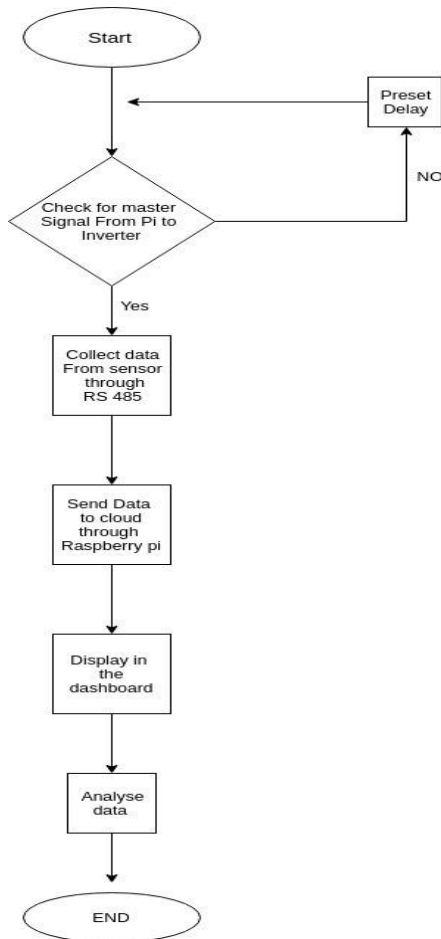 Start
Preset
Delay
Check for master
Signal From Pi to
Inverter
NO
Yes
Collect data
From sensor
through
RS 485
Send Data
to cloud
through
Raspberry pi
Display in
the
dashboard
Analyse
data
END